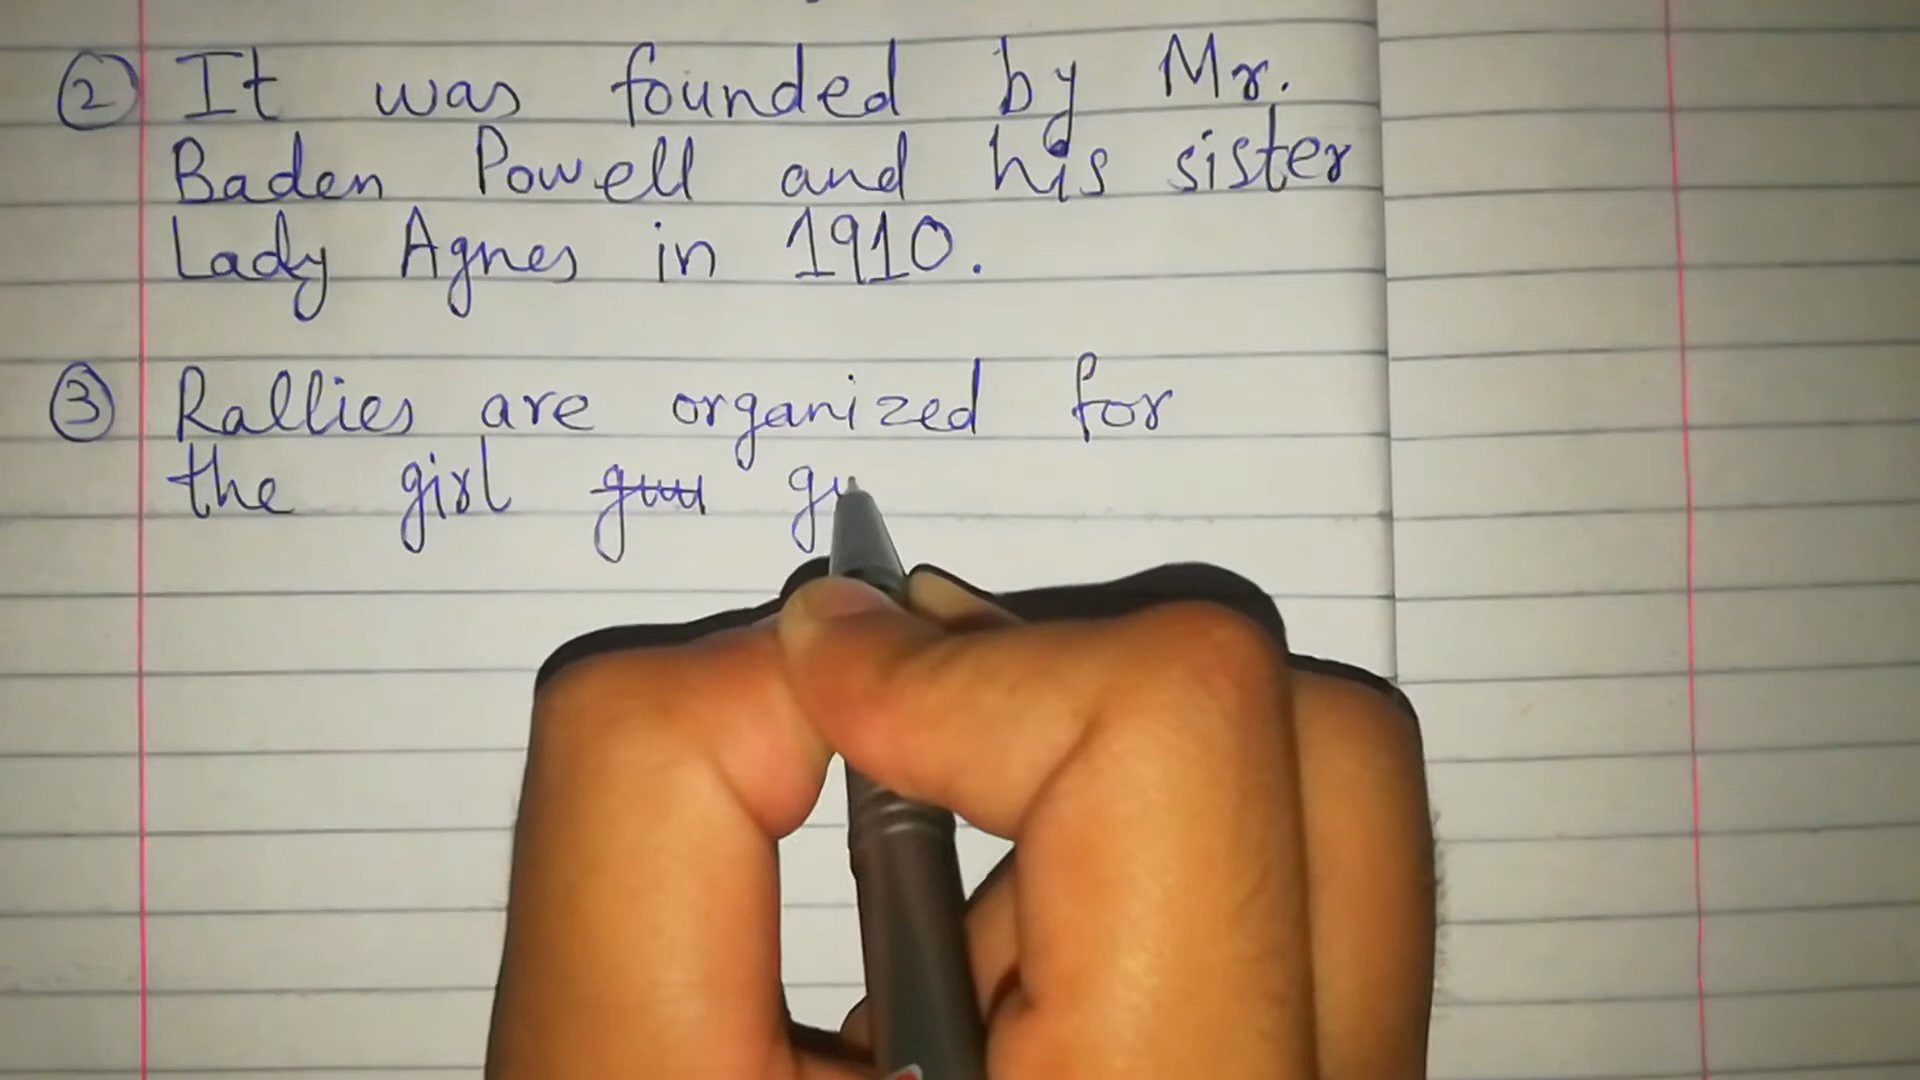 ② It was founded by Mr.
Baden Powell and his sister
Lady Agnes in 1910.
③ Rallies are organized for
the girl